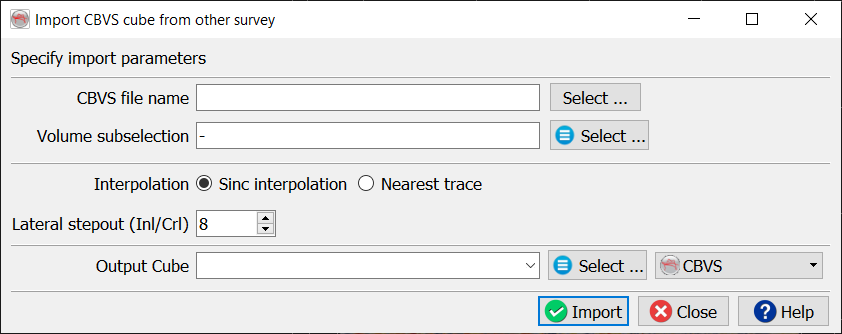 Import CBVS cube from other survey
Specify import parameters
CBVS file name Select ...
Volume subselection - Select ...
Interpolation Sinc interpolation Nearest trace
Lateral stepout (Inl/Crl) 8
Output Cube Select ... CBVS
Import Close Help